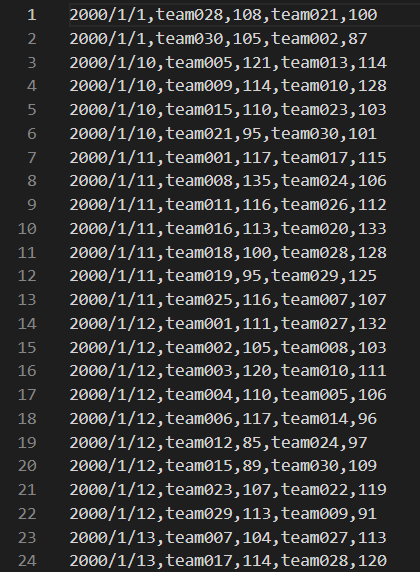 1 2000/1/1,team028,108,team021,100
2 2000/1/1,team030,105,team002,87
3 2000/1/10,team005,121,team013,114
4 2000/1/10,team009,114,team010,128
5 2000/1/10,team015,110,team023,103
6 2000/1/10,team021,95,team030,101
7 2000/1/11,team001,117,team017,115
8 2000/1/11,team008,135,team024,106
9 2000/1/11,team011,116,team026,112
10 2000/1/11,team016,113,team020,133
11 2000/1/11,team018,100,team028,128
12 2000/1/11,team019,95,team029,125
13 2000/1/11,team025,116,team007,107
14 2000/1/12,team001,111,team027,132
15 2000/1/12,team002,105,team008,103
16 2000/1/12,team003,120,team010,111
17 2000/1/12,team004,110,team005,106
18 2000/1/12,team006,117,team014,96
19 2000/1/12,team012,85,team024,97
20 2000/1/12,team015,89,team030,109
21 2000/1/12,team023,107,team022,119
22 2000/1/12,team029,113,team009,91
23 2000/1/13,team007,104,team027,113
24 2000/1/13,team017,114,team028,120